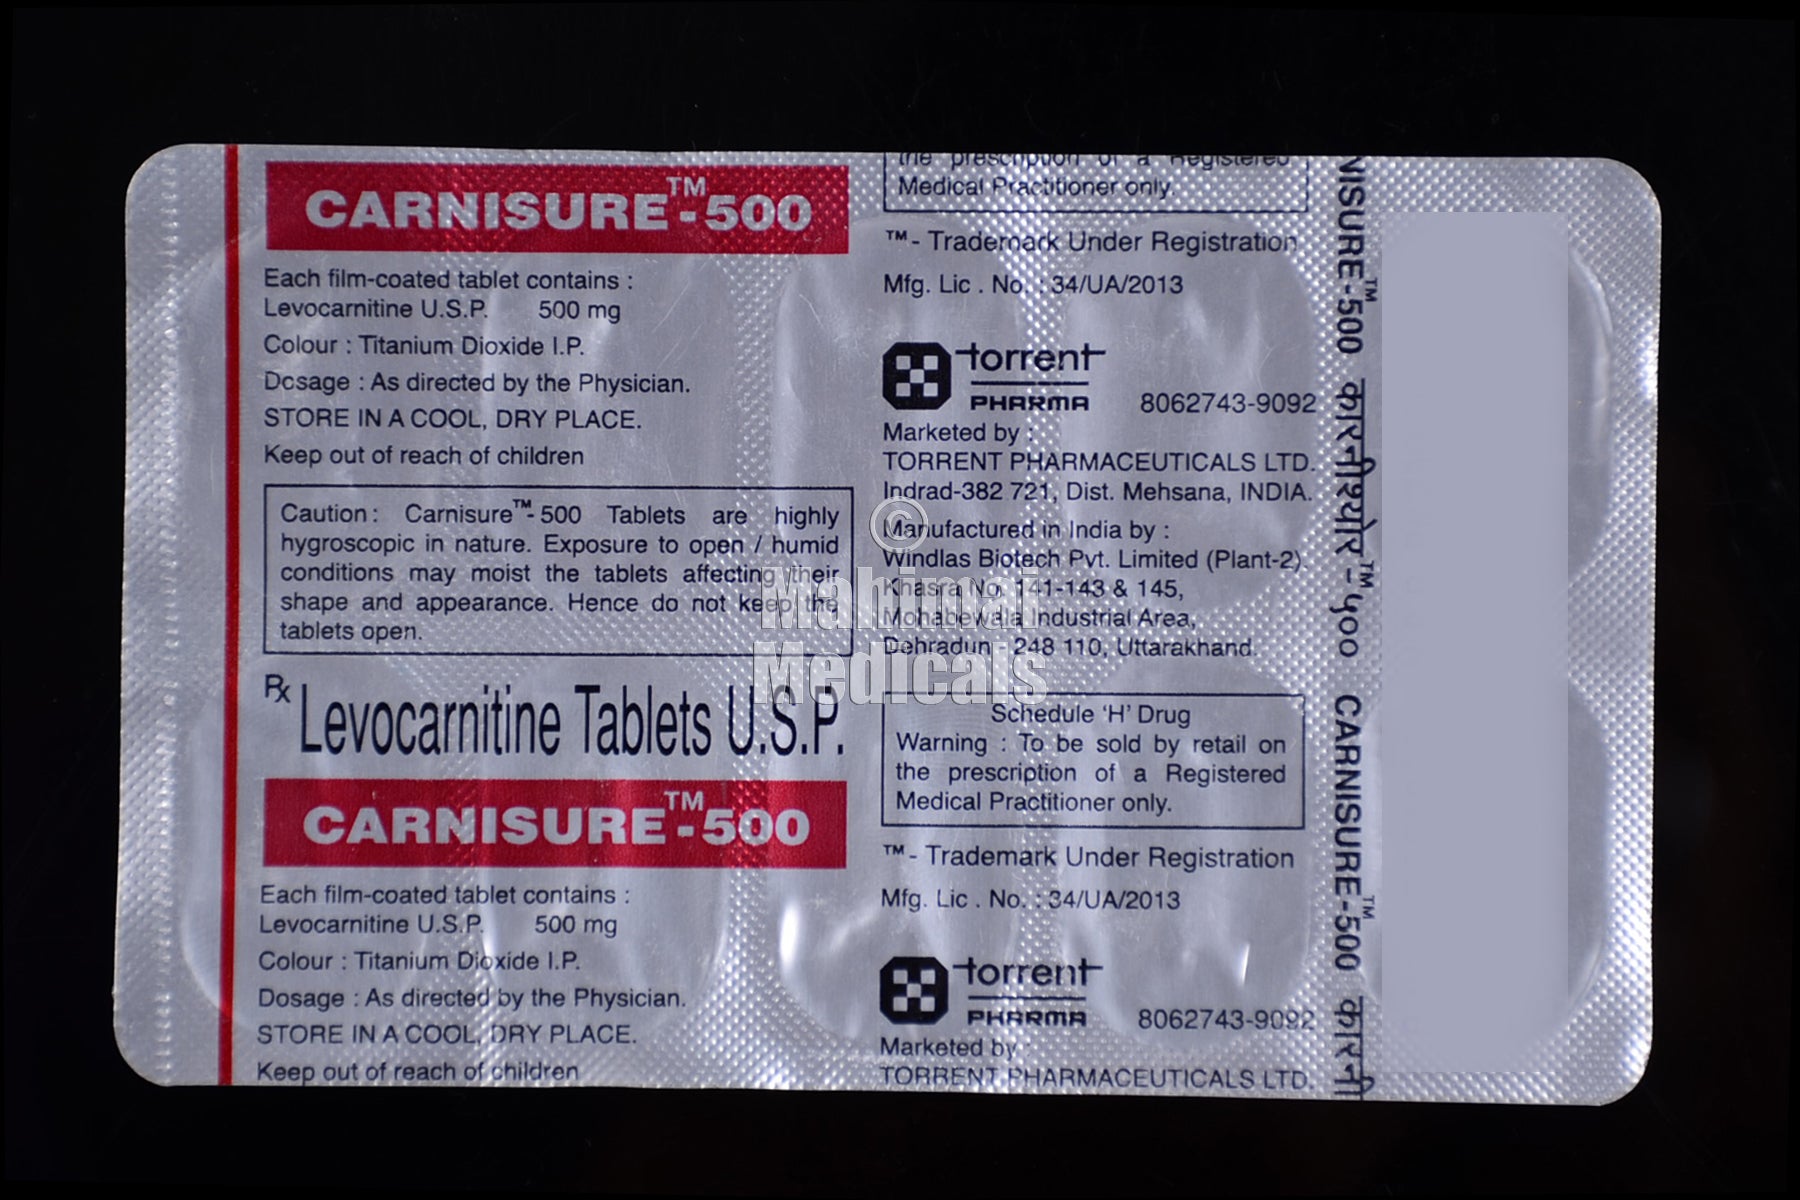 CARNISURE™-500
Each film-coated tablet contains :
Levocarnitine U.S.P. 500 mg
Colour : Titanium Dioxide I.P.
Dosage : As directed by the Physician.
STORE IN A COOL, DRY PLACE.
Keep out of reach of children
Caution: Carnisure™-500 Tablets are highly
hygroscopic in nature. Exposure to open / humid
conditions may moist the tablets affecting their
shape and appearance. Hence do not keep the
tablets open.
Rx Levocarnitine Tablets U.S.P.
CARNISURE™-500
Each film-coated tablet contains :
Levocarnitine U.S.P. 500 mg
Colour : Titanium Dioxide I.P.
Dosage : As directed by the Physician.
STORE IN A COOL, DRY PLACE.
Keep out of reach of children
the prescription of a Registered
Medical Practitioner only.
™- Trademark Under Registration
Mfg. Lic . No. : 34/UA/2013
torrent
PHARMA 8062743-9092
Marketed by :
TORRENT PHARMACEUTICALS LTD.
Indrad-382 721, Dist. Mehsana, INDIA.
Manufactured in India by :
Windlas Biotech Pvt. Limited (Plant-2).
Khasra No. 141-143 & 145,
Mohabewala Industrial Area,
Dehradun - 248 110, Uttarakhand.
Schedule ‘H’ Drug
Warning : To be sold by retail on
the prescription of a Registered
Medical Practitioner only.
™- Trademark Under Registration
Mfg. Lic . No. : 34/UA/2013
torrent
PHARMA 8062743-9092
Marketed by :
TORRENT PHARMACEUTICALS LTD.
NISURE™-500 कारनीश्योर™-५00 CARNISURE™-500 कारनी
©
Mahimai
Medicals